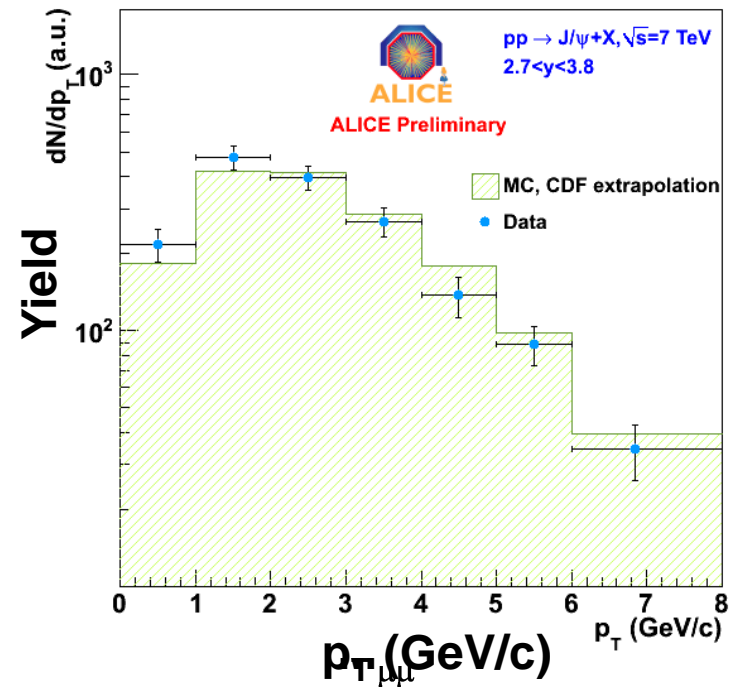 dN/dp_T (a.u.)
Yield
10³
10²
ALICE
ALICE Preliminary
pp → J/ψ+X, √s=7 TeV
2.7<y<3.8
MC, CDF extrapolation
Data
0 1 2 3 4 5 6 7 8
p_T (GeV/c)
p_T μμ (GeV/c)